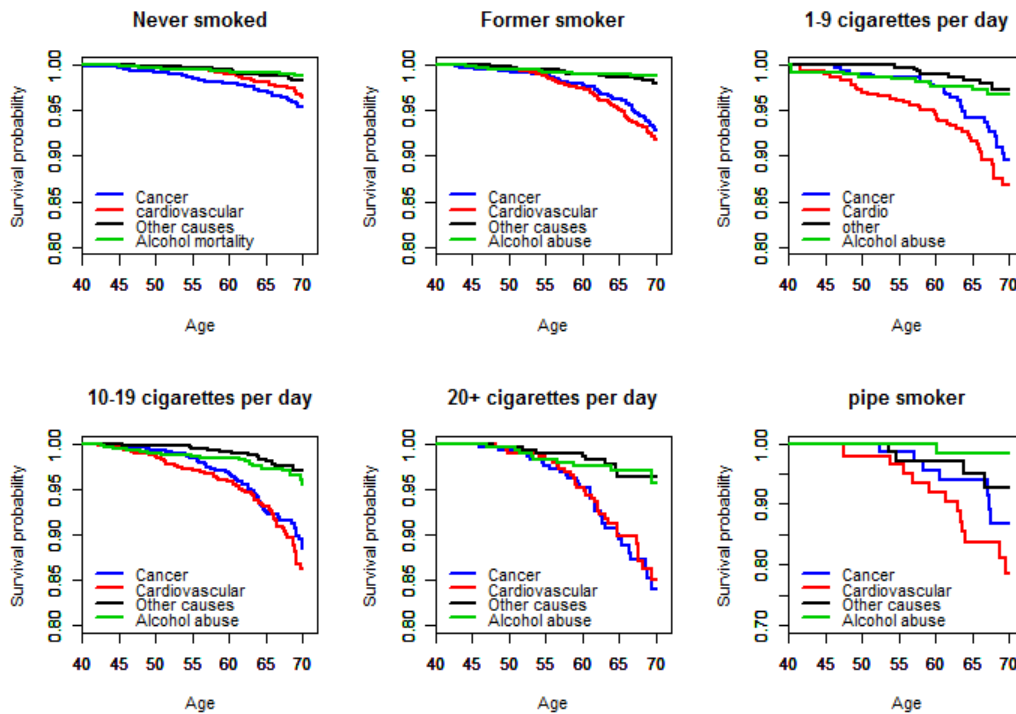 Never smoked
Survival probability
1.00
0.95
0.90
0.85
0.80
Cancer
cardiovascular
Other causes
Alcohol mortality
40 45 50 55 60 65 70
Age
Former smoker
Survival probability
1.00
0.95
0.90
0.85
0.80
Cancer
Cardiovascular
Other causes
Alcohol abuse
40 45 50 55 60 65 70
Age
1-9 cigarettes per day
Survival probability
1.00
0.95
0.90
0.85
0.80
Cancer
Cardio
other
Alcohol abuse
40 45 50 55 60 65 70
Age
10-19 cigarettes per day
Survival probability
1.00
0.95
0.90
0.85
0.80
Cancer
Cardiovascular
Other causes
Alcohol abuse
40 45 50 55 60 65 70
Age
20+ cigarettes per day
Survival probability
1.00
0.95
0.90
0.85
0.80
Cancer
Cardiovascular
Other causes
Alcohol abuse
40 45 50 55 60 65 70
Age
pipe smoker
Survival probability
1.00
0.90
0.80
0.70
Cancer
Cardiovascular
Other causes
Alcohol abuse
40 45 50 55 60 65 70
Age